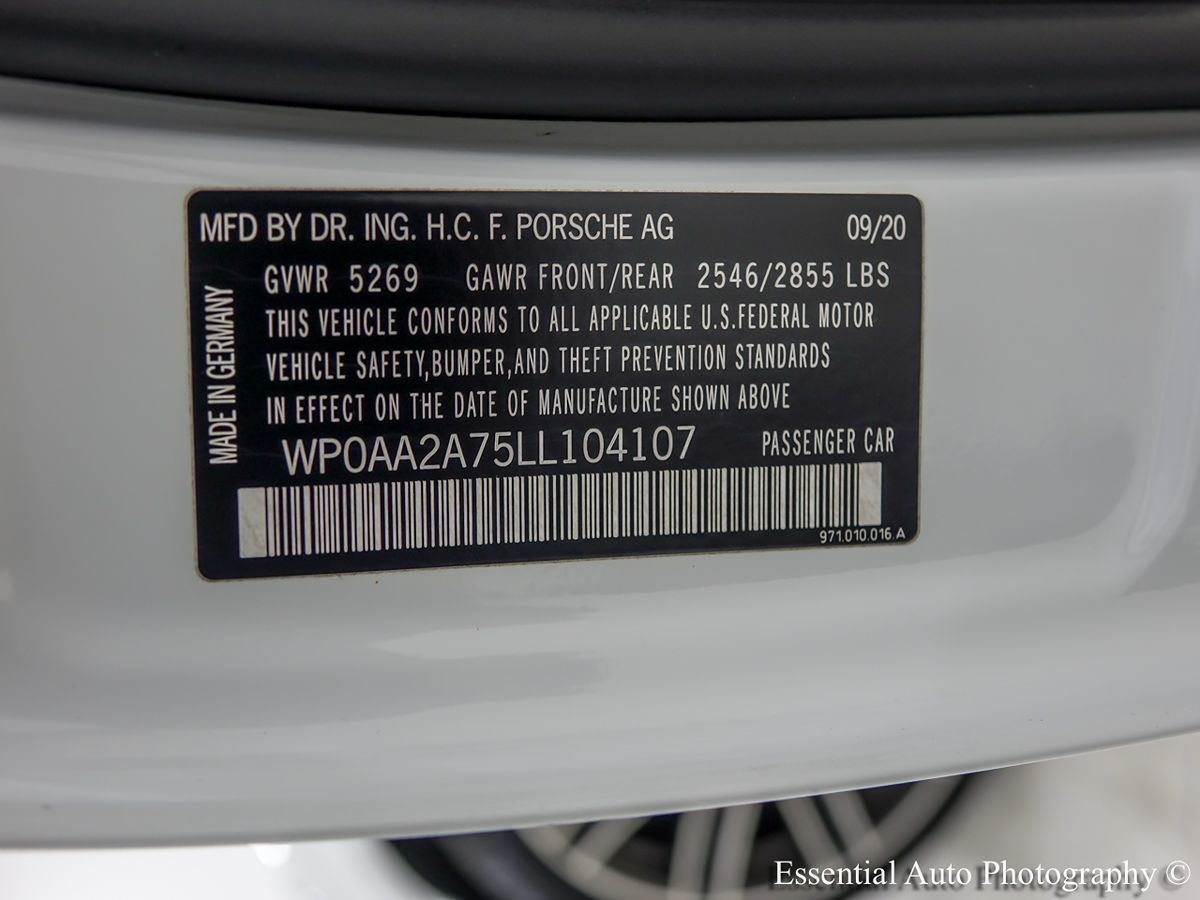 MFD BY DR. ING. H.C. F. PORSCHE AG 09/20
GVWR 5269 GAWR FRONT/REAR 2546/2855 LBS
THIS VEHICLE CONFORMS TO ALL APPLICABLE U.S.FEDERAL MOTOR
VEHICLE SAFETY,BUMPER,AND THEFT PREVENTION STANDARDS
IN EFFECT ON THE DATE OF MANUFACTURE SHOWN ABOVE
MADE IN GERMANY
WP0AA2A75LL104107 PASSENGER CAR
971.010.016.A
Essential Auto Photography ©